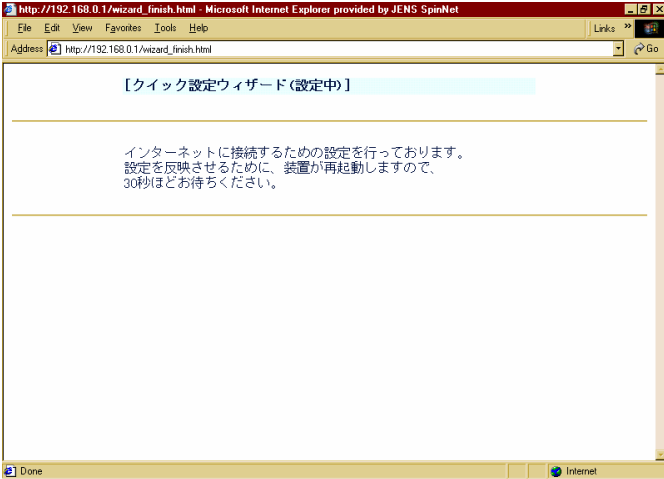 http://192.168.0.1/wizard_finish.html - Microsoft Internet Explorer provided by JENS SpinNet
File Edit View Favorites Tools Help Links »
Address http://192.168.0.1/wizard_finish.html Go
[クイック設定ウィザード(設定中)]
インターネットに接続するための設定を行っております。
設定を反映させるために、装置が再起動しますので、
30秒ほどお待ちください。
Done Internet